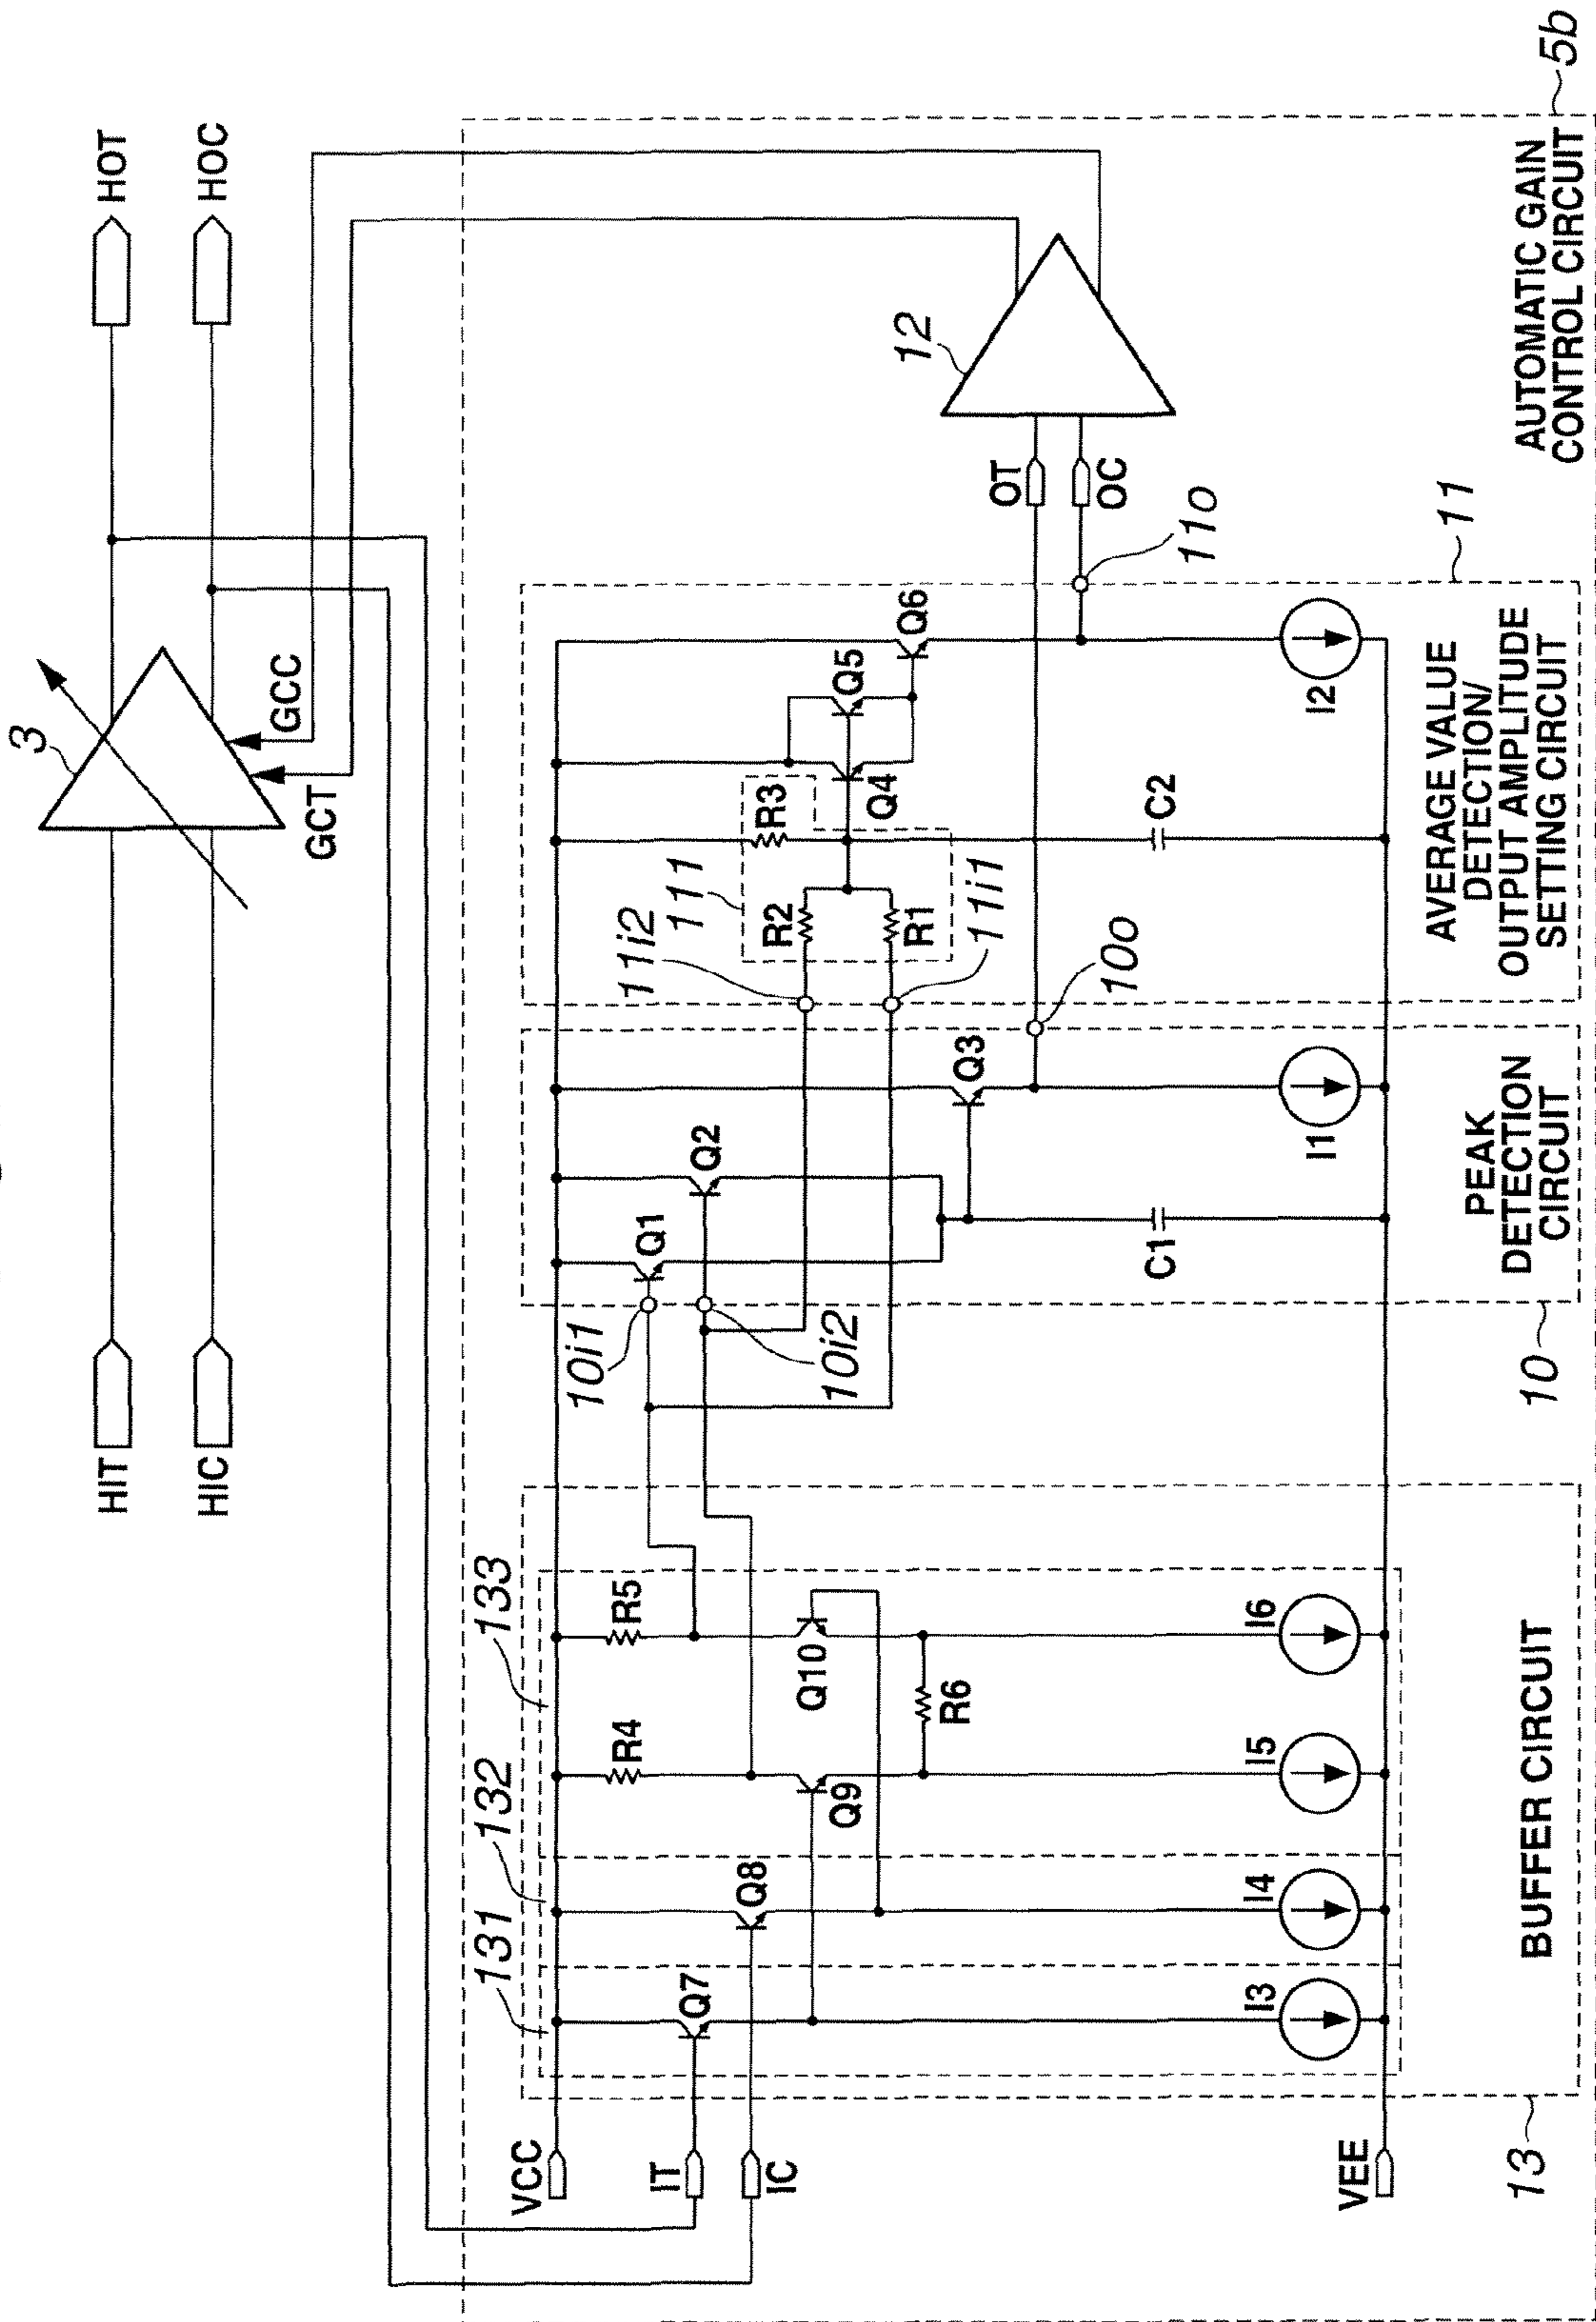 HIT
HIC
3
GCT
GCC
HOT
HOC
5b
VCC
IT
IC
VEE
131
132
133
Q7
Q8
R4
R5
Q9
Q10
R6
I3
I4
I5
I6
BUFFER CIRCUIT
13
10i1
10i2
Q1
Q2
Q3
C1
I1
10o
PEAK
DETECTION
CIRCUIT
10
11i2
11i1
111
R2
R1
R3
Q4
Q5
Q6
C2
I2
11o
AVERAGE VALUE
DETECTION/
OUTPUT AMPLITUDE
SETTING CIRCUIT
11
OT
OC
12
AUTOMATIC GAIN
CONTROL CIRCUIT